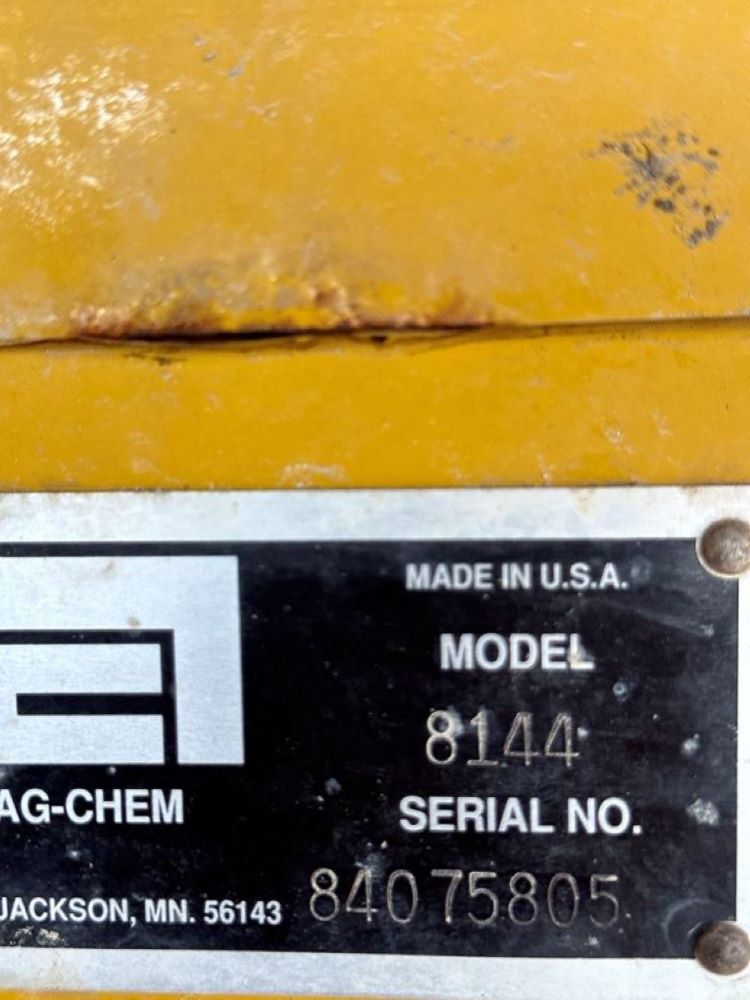 MADE IN U.S.A.
MODEL
8144
AG-CHEM
SERIAL NO.
JACKSON, MN. 56143
84075805